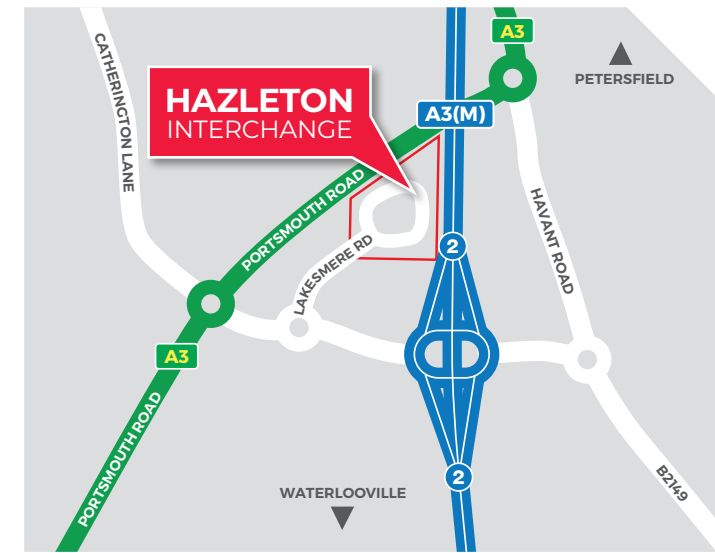 A3
PETERSFIELD
CATHERINGTON LANE
HAZLETON
INTERCHANGE
A3(M)
PORTSMOUTH ROAD
HAVANT ROAD
LAKESMERE RD
2
A3
PORTSMOUTH ROAD
2
WATERLOOVILLE
B2149